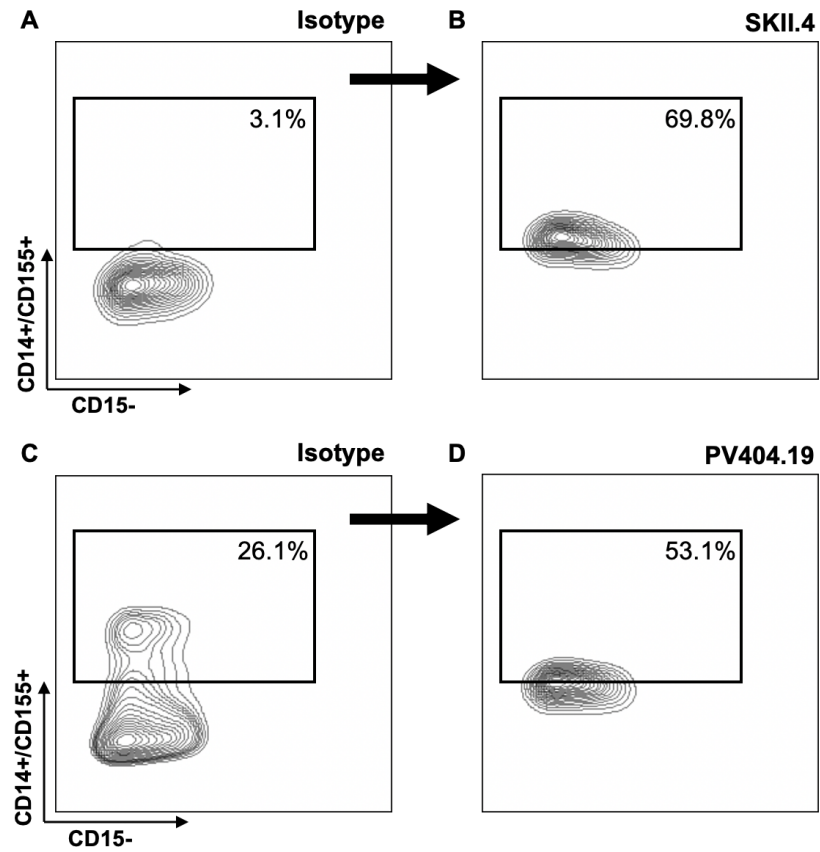 A
Isotype
B
SKII.4
3.1%
69.8%
CD14+/CD155+
CD15-
C
Isotype
D
PV404.19
26.1%
53.1%
CD14+/CD155+
CD15-